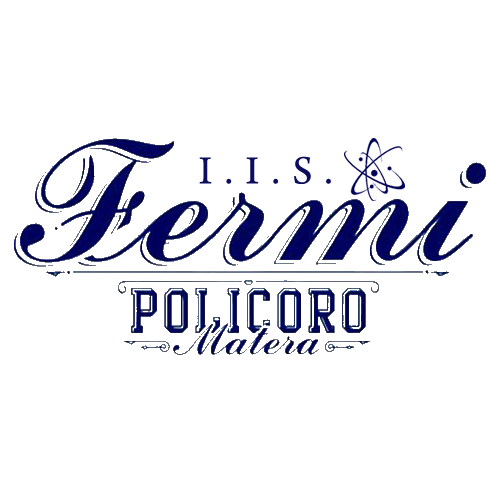 I.I.S.
Fermi
POLICORO
Matera